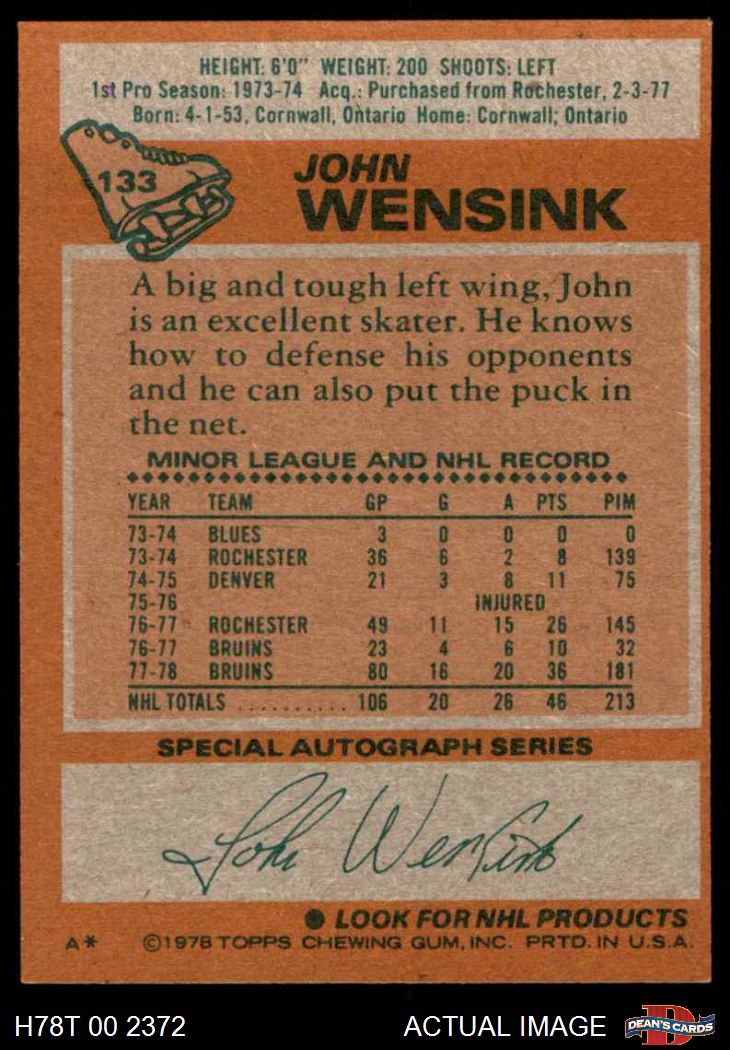 HEIGHT: 6'0" WEIGHT: 200 SHOOTS: LEFT
1st Pro Season: 1973-74 Acq.: Purchased from Rochester, 2-3-77
Born: 4-1-53, Cornwall, Ontario Home: Cornwall; Ontario
133
JOHN
WENSINK
A big and tough left wing, John
is an excellent skater. He knows
how to defense his opponents
and he can also put the puck in
the net.
MINOR LEAGUE AND NHL RECORD
YEAR TEAM GP G A PTS PIM
73-74 BLUES 3 0 0 0 0
73-74 ROCHESTER 36 6 2 8 139
74-75 DENVER 21 3 8 11 75
75-76 INJURED
76-77 ROCHESTER 49 11 15 26 145
76-77 BRUINS 23 4 6 10 32
77-78 BRUINS 80 16 20 36 181
NHL TOTALS .......... 106 20 26 46 213
SPECIAL AUTOGRAPH SERIES
John Wensink
● LOOK FOR NHL PRODUCTS
A* ©1978 TOPPS CHEWING GUM, INC. PRTD. IN U.S.A.
H78T 00 2372 ACTUAL IMAGE D DEAN'S CARDS